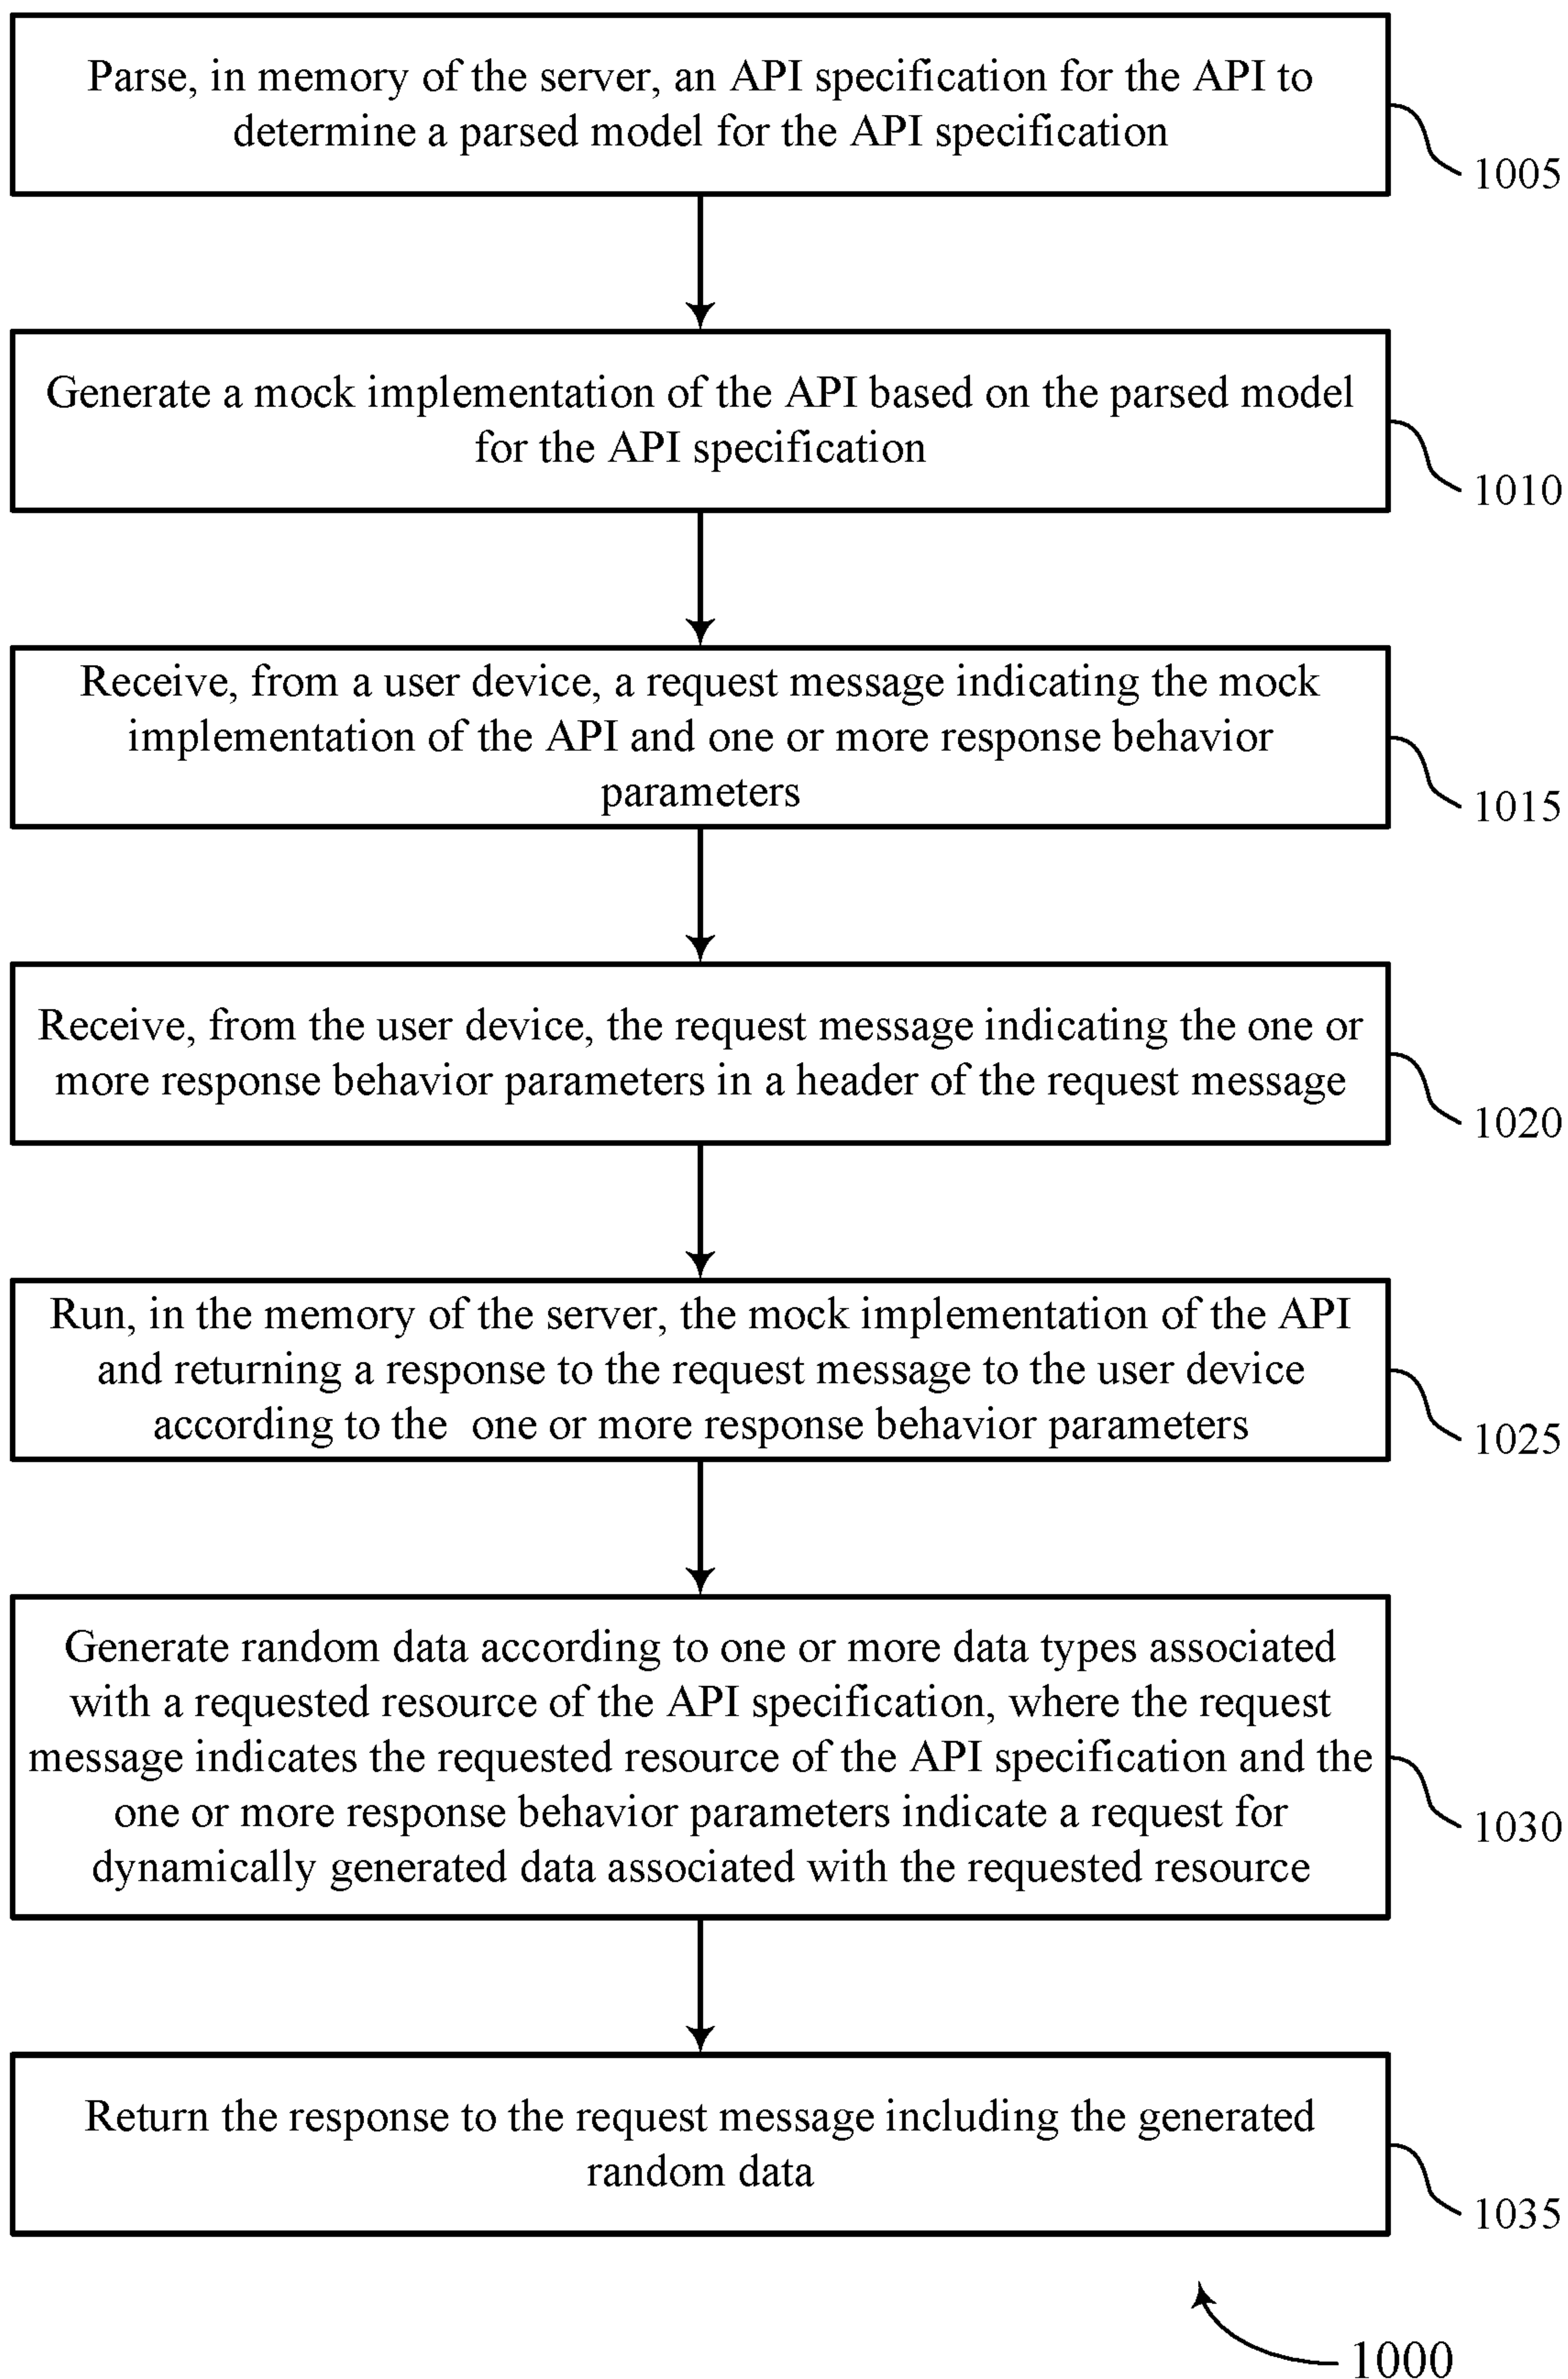 Parse, in memory of the server, an API specification for the API to
determine a parsed model for the API specification
1005
Generate a mock implementation of the API based on the parsed model
for the API specification
1010
Receive, from a user device, a request message indicating the mock
implementation of the API and one or more response behavior
parameters
1015
Receive, from the user device, the request message indicating the one or
more response behavior parameters in a header of the request message
1020
Run, in the memory of the server, the mock implementation of the API
and returning a response to the request message to the user device
according to the one or more response behavior parameters
1025
Generate random data according to one or more data types associated
with a requested resource of the API specification, where the request
message indicates the requested resource of the API specification and the
one or more response behavior parameters indicate a request for
dynamically generated data associated with the requested resource
1030
Return the response to the request message including the generated
random data
1035
1000